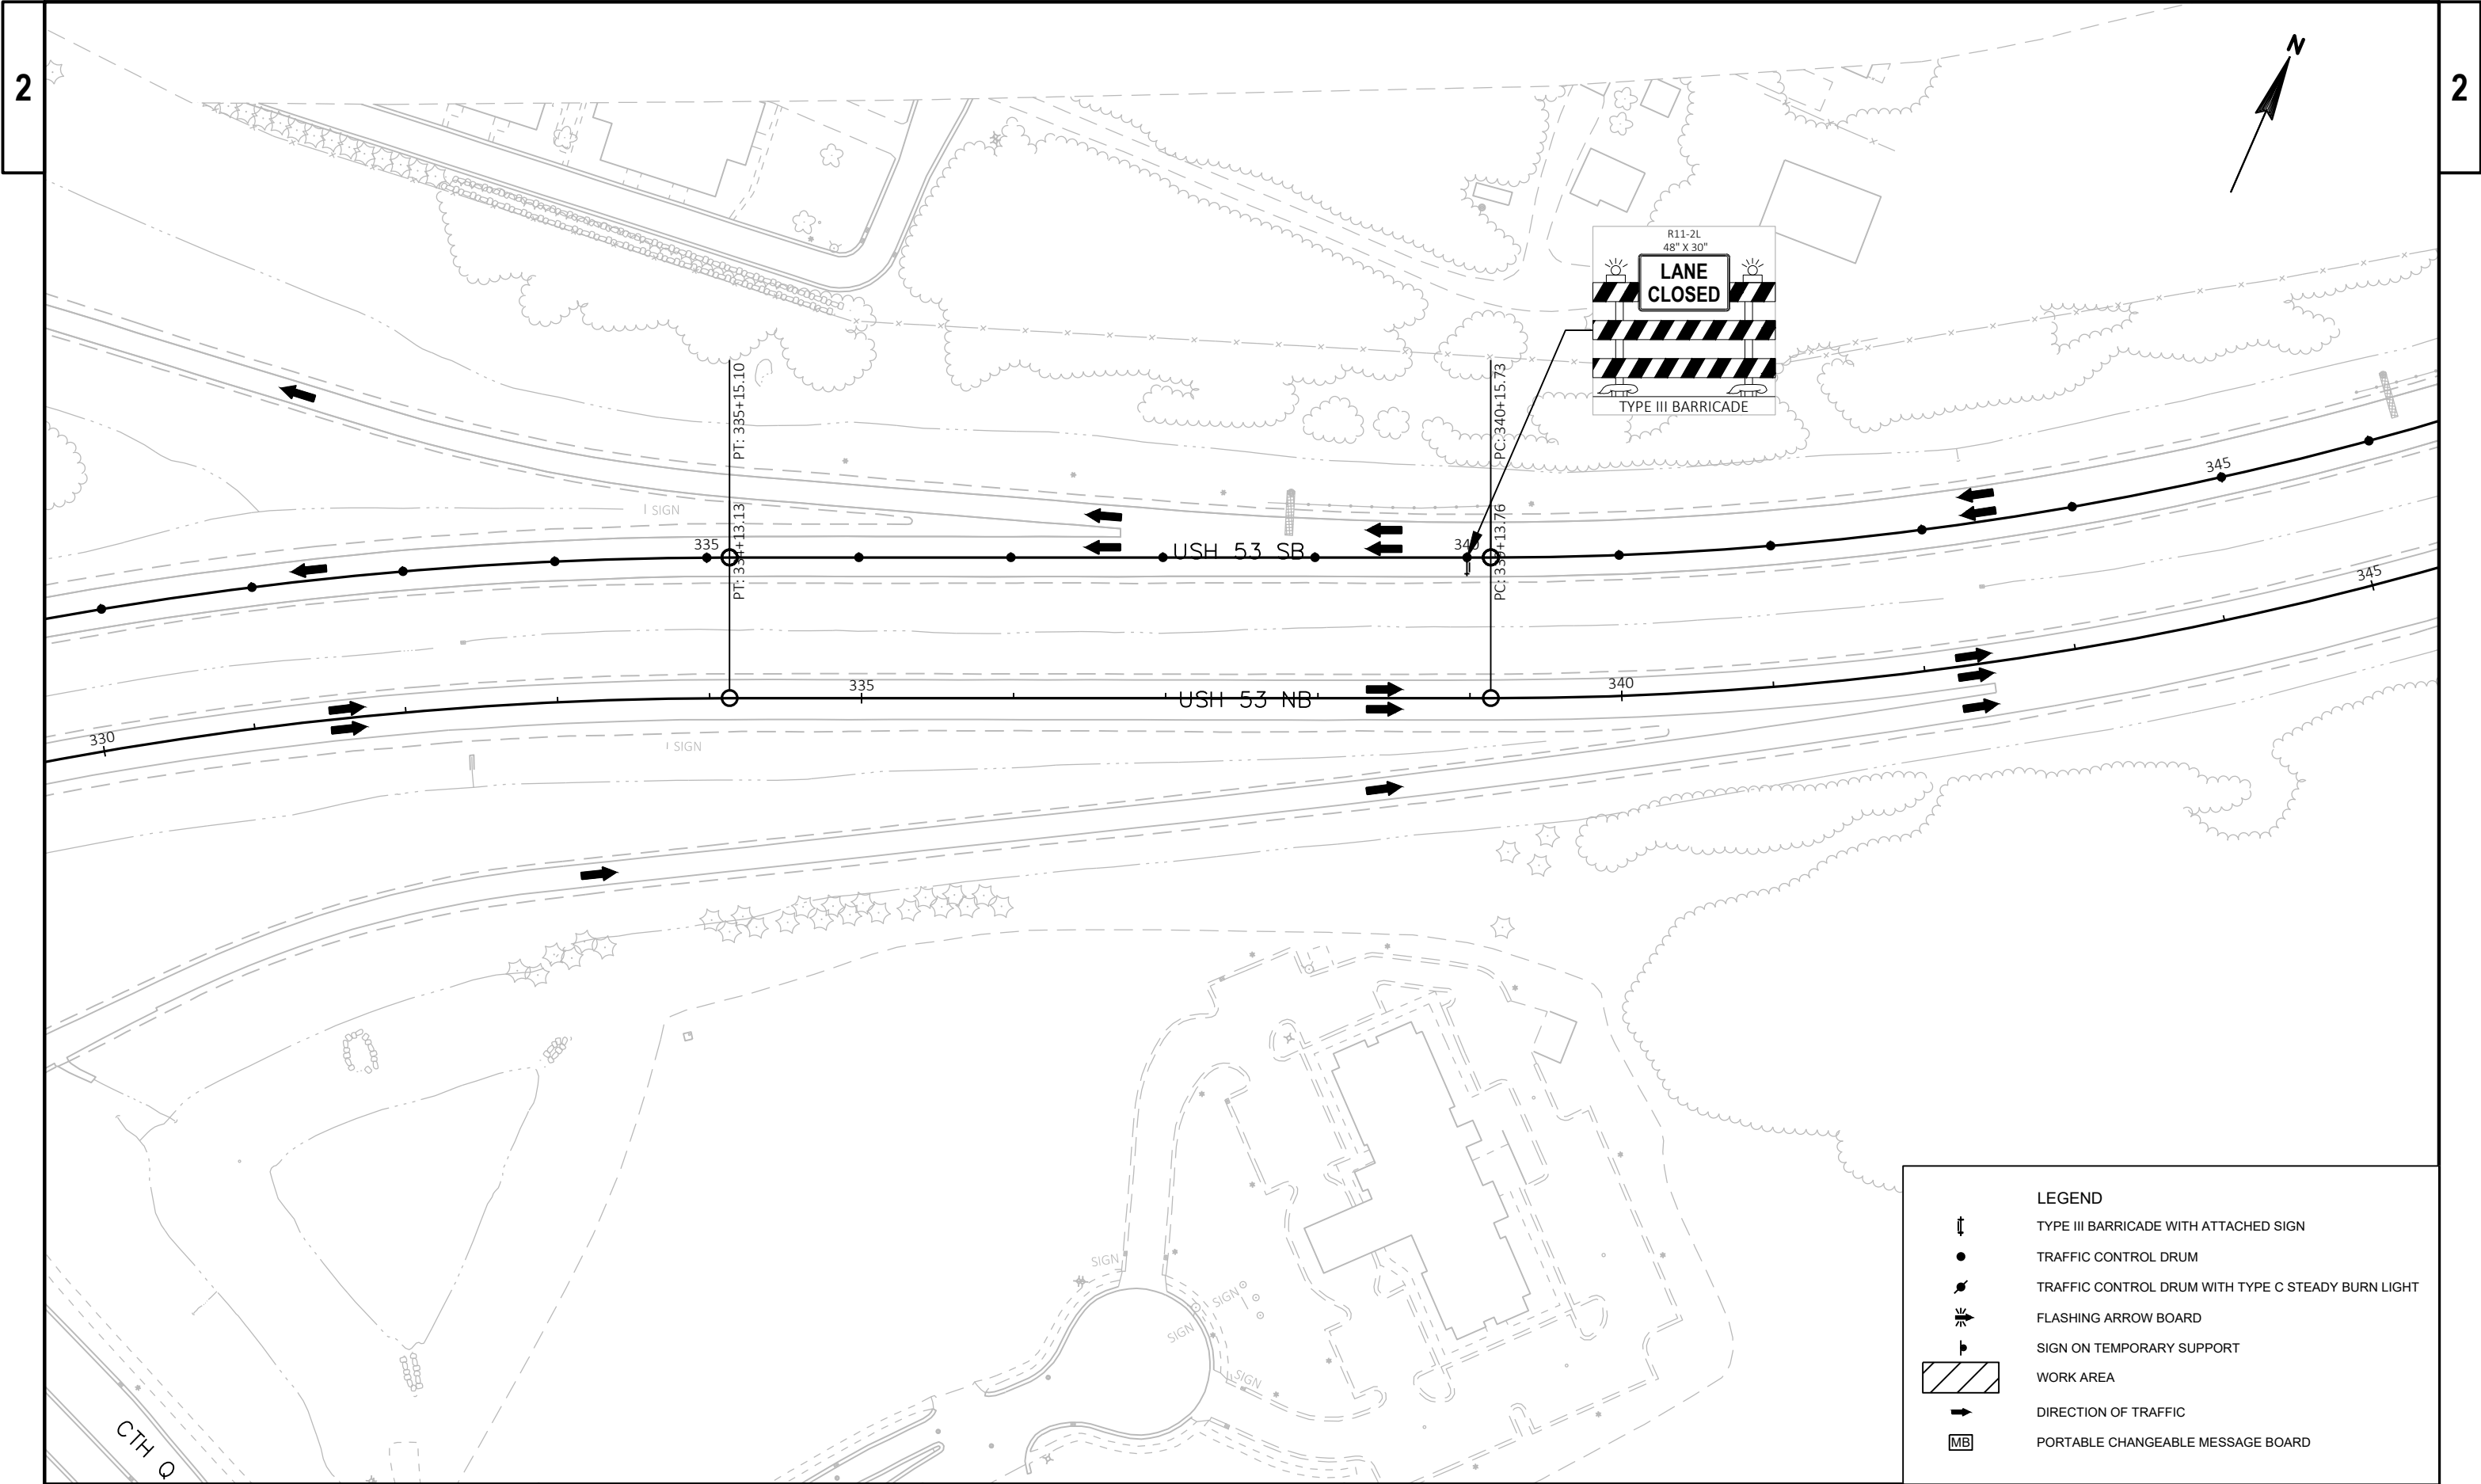 2
2
N
R11-2L
48" X 30"
LANE
CLOSED
TYPE III BARRICADE
PT: 335+15.10
PC: 340+15.73
345
SIGN
PT: 334+13.13
PC: 339+13.76
335
USH 53 SB
340
345
335
340
USH 53 NB
330
SIGN
SIGN
SIGN
SIGN
SIGN
CTH Q
LEGEND
TYPE III BARRICADE WITH ATTACHED SIGN
TRAFFIC CONTROL DRUM
TRAFFIC CONTROL DRUM WITH TYPE C STEADY BURN LIGHT
FLASHING ARROW BOARD
SIGN ON TEMPORARY SUPPORT
WORK AREA
DIRECTION OF TRAFFIC
MB PORTABLE CHANGEABLE MESSAGE BOARD